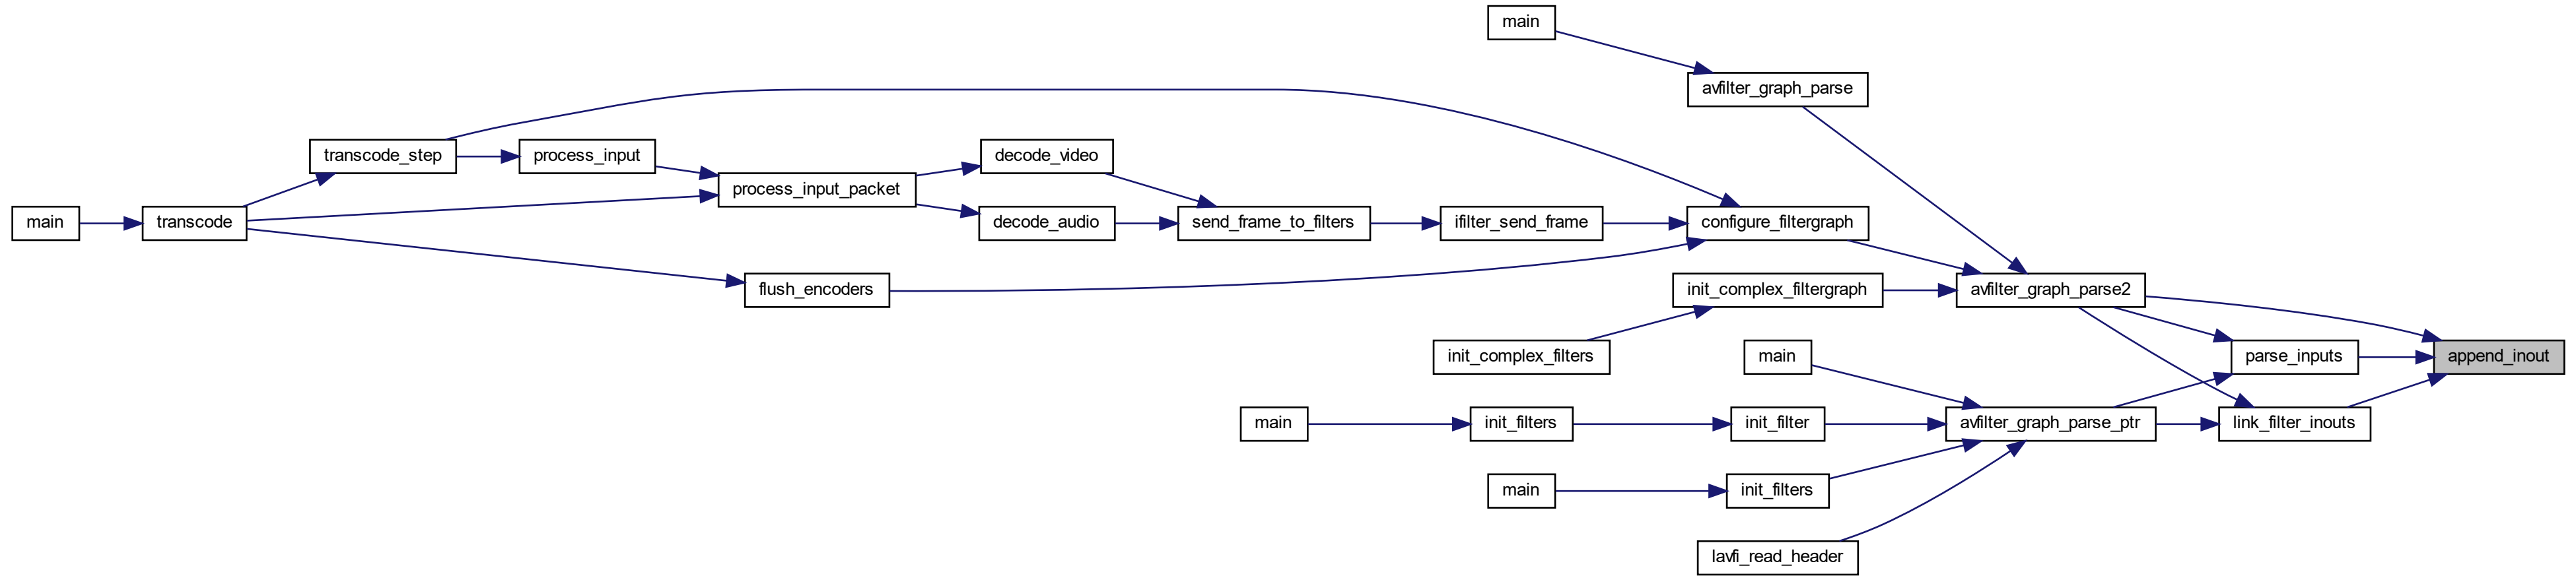 main
avfilter_graph_parse
transcode_step
process_input
decode_video
process_input_packet
main
transcode
decode_audio
send_frame_to_filters
ifilter_send_frame
configure_filtergraph
flush_encoders
init_complex_filtergraph
avfilter_graph_parse2
init_complex_filters
main
parse_inputs
append_inout
main
init_filters
init_filter
avfilter_graph_parse_ptr
link_filter_inouts
main
init_filters
lavfi_read_header